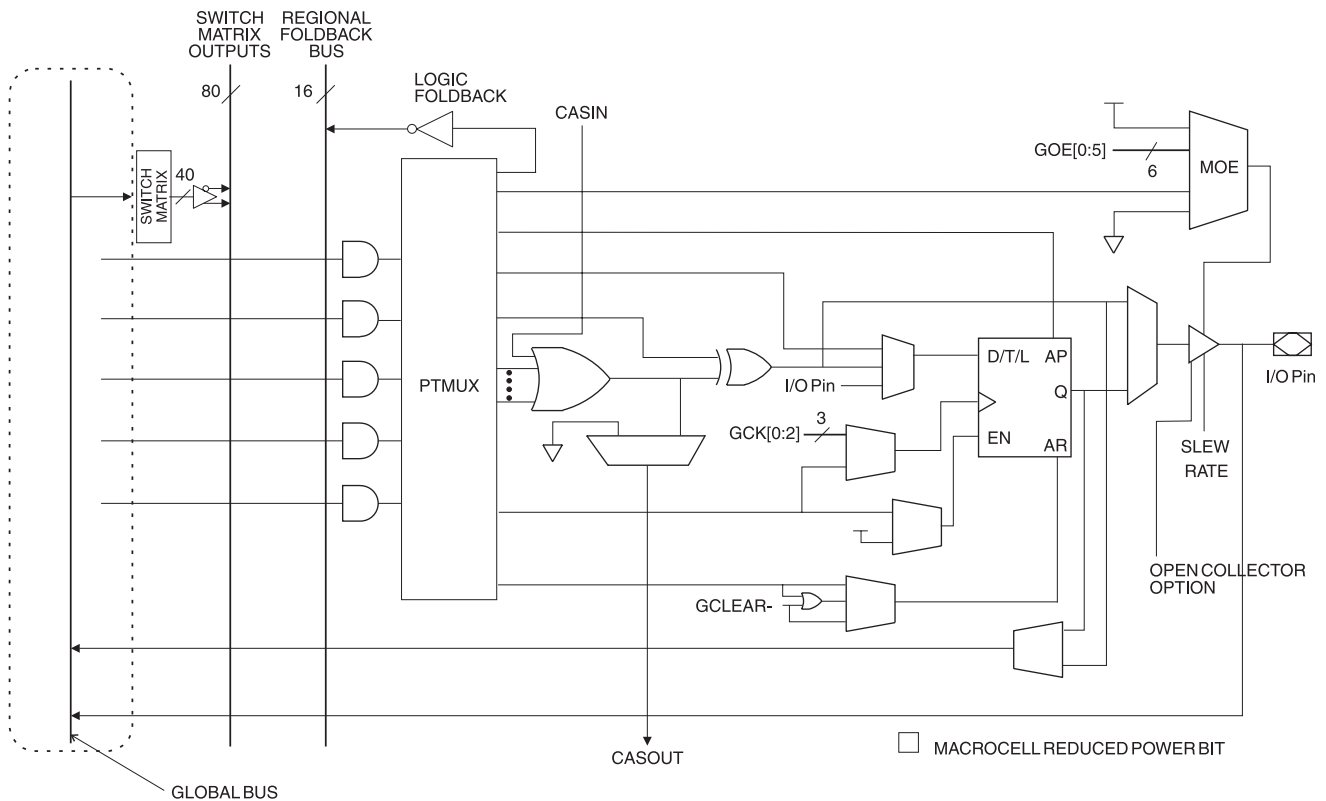 SWITCH
MATRIX
OUTPUTS
REGIONAL
FOLDBACK
BUS
80
16
LOGIC
FOLDBACK
CASIN
GOE[0:5]
6
MOE
SWITCH
MATRIX
40
PTMUX
D/T/L AP
Q
EN
AR
I/O Pin
I/O Pin
GCK[0:2]
3
SLEW
RATE
OPEN COLLECTOR
OPTION
GCLEAR-
CASOUT
MACROCELL REDUCED POWER BIT
GLOBAL BUS